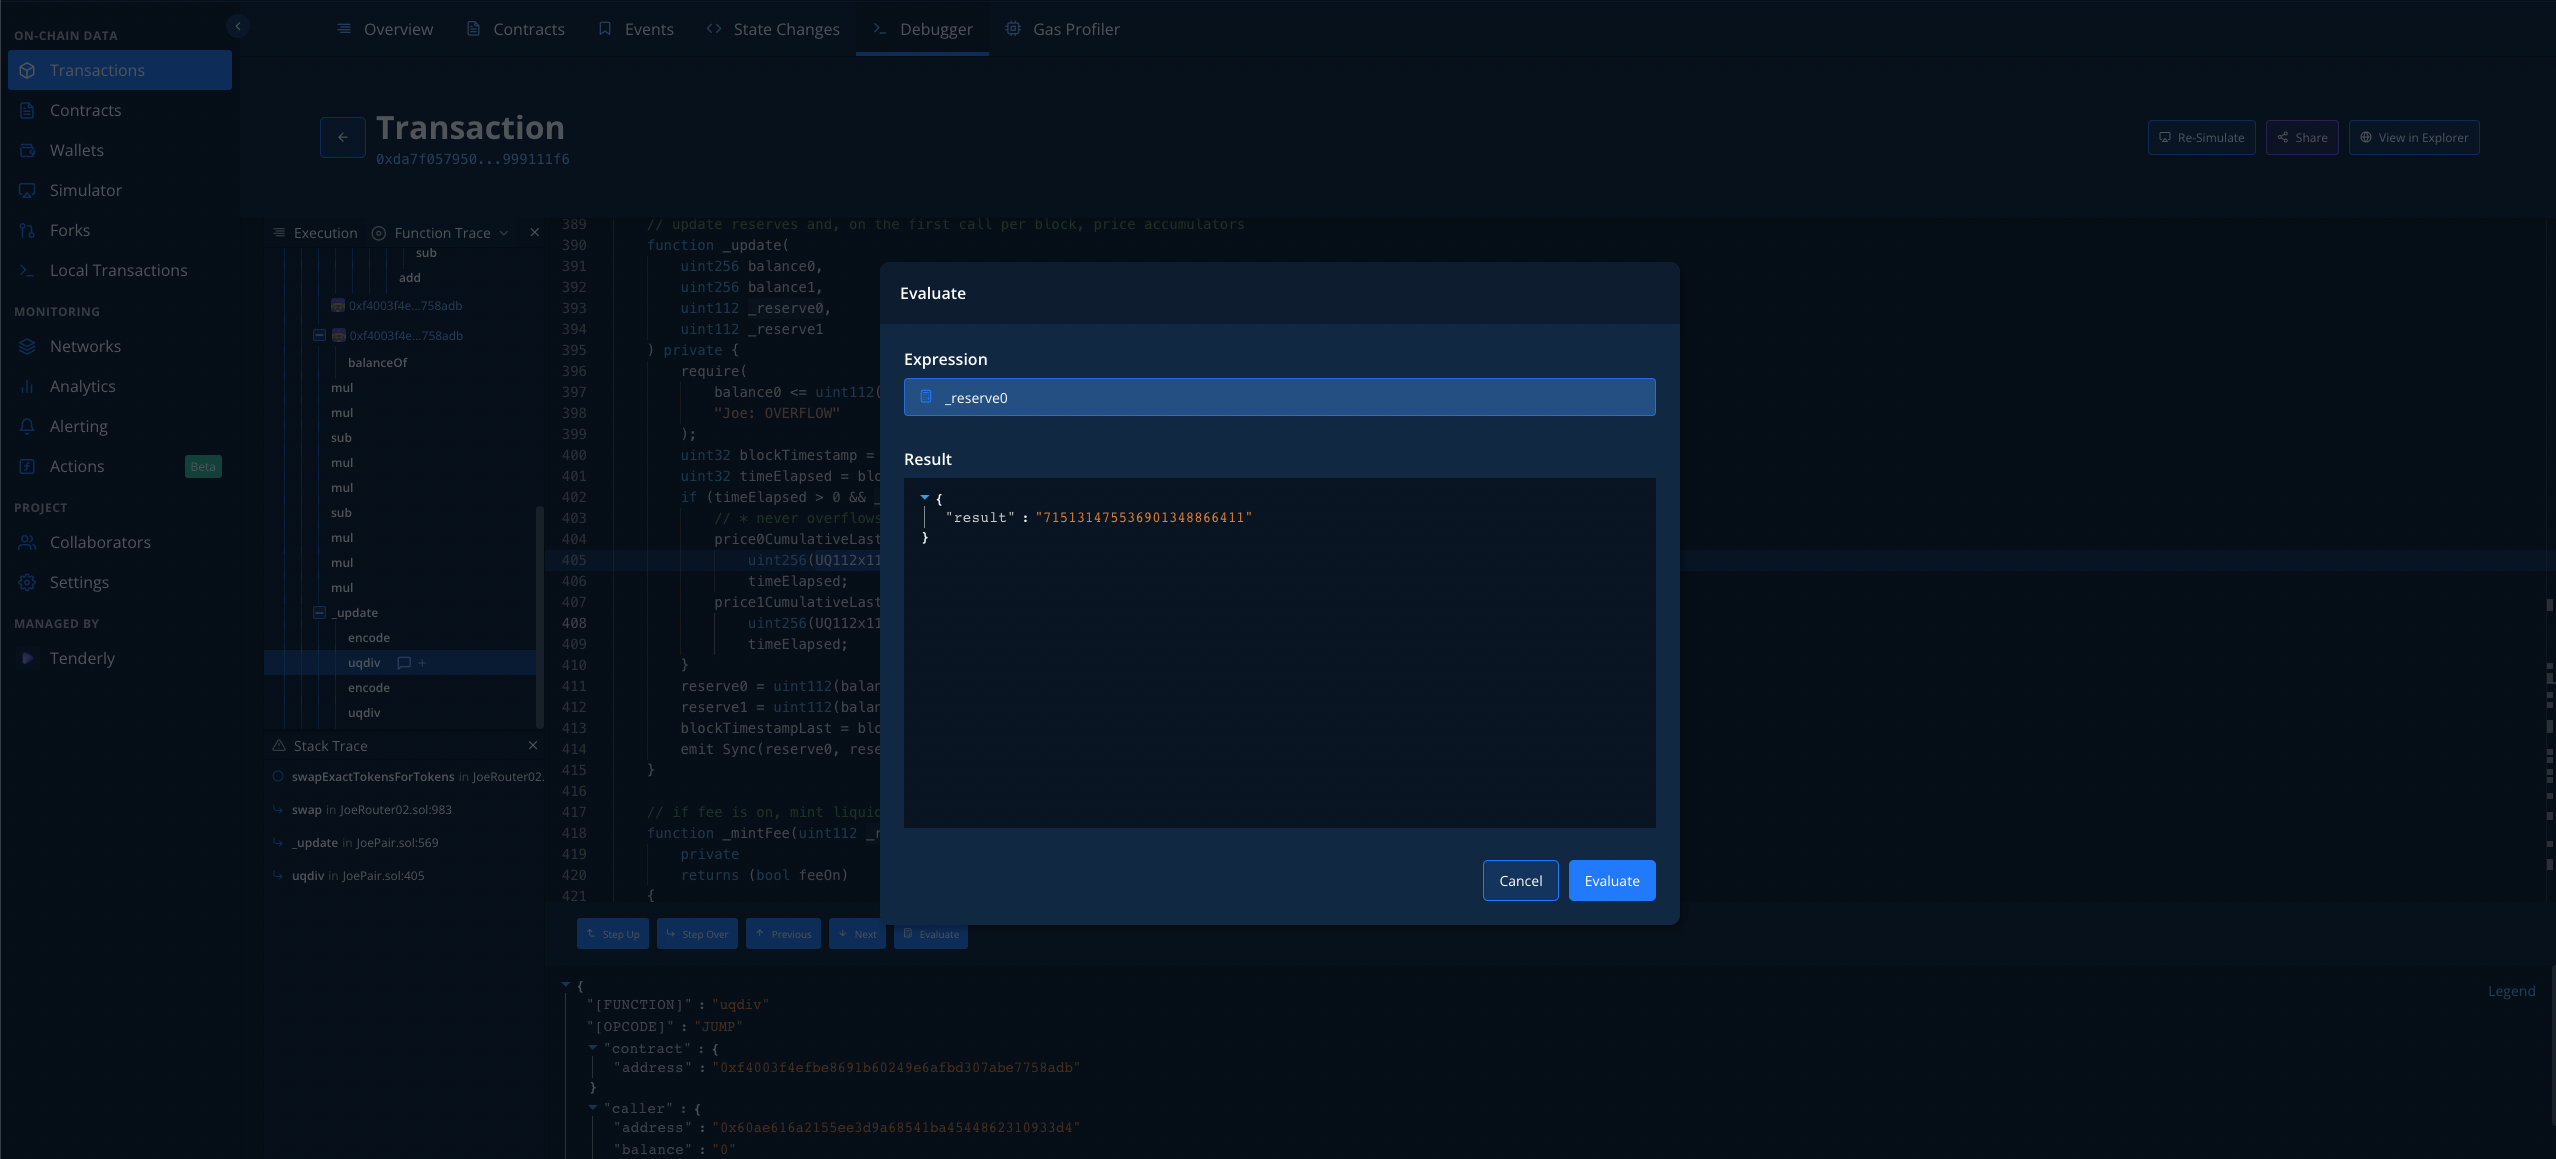 ON-CHAIN DATA
Transactions
Contracts
Wallets
Simulator
Forks
Local Transactions
MONITORING
Networks
Analytics
Alerting
Actions
Beta
PROJECT
Collaborators
Settings
MANAGED BY
Tenderly
Overview
Contracts
Events
State Changes
Debugger
Gas Profiler
Transaction
0xda7f057950...999111f6
Re-Simulate
Share
View in Explorer
Execution
Function Trace
sub
add
0xf4003f4e...758adb
0xf4003f4e...758adb
balanceOf
mul
mul
sub
mul
mul
sub
mul
mul
mul
_update
encode
uqdiv
encode
uqdiv
Stack Trace
swapExactTokensForTokens in JoeRouter02.
swap in JoeRouter02.sol:983
_update in JoePair.sol:569
uqdiv in JoePair.sol:405
389 // update reserves and, on the first call per block, price accumulators
390 function _update(
391 uint256 balance0,
392 uint256 balance1,
393 uint112 _reserve0,
394 uint112 _reserve1
395 ) private {
396 require(
397 balance0 <= uint112(
398 "Joe: OVERFLOW"
399 );
400 uint32 blockTimestamp =
401 uint32 timeElapsed = blo
402 if (timeElapsed > 0 && _
403 // * never overflows
404 price0CumulativeLast
405 uint256(UQ112x11
406 timeElapsed;
407 price1CumulativeLast
408 uint256(UQ112x11
409 timeElapsed;
410 }
411 reserve0 = uint112(balan
412 reserve1 = uint112(balan
413 blockTimestampLast = blo
414 emit Sync(reserve0, rese
415 }
416
417 // if fee is on, mint liquid
418 function _mintFee(uint112 _r
419 private
420 returns (bool feeOn)
421 {
Evaluate
Expression
_reserve0
Result
{
"result" : "715131475536901348866411"
}
Cancel
Evaluate
Step Up
Step Over
Previous
Next
Evaluate
Legend
{
"[FUNCTION]" : "uqdiv"
"[OPCODE]" : "JUMP"
"contract" : {
"address" : "0xf4003f4efbe8691b60249e6afbd307abe7758adb"
}
"caller" : {
"address" : "0x60ae616a2155ee3d9a68541ba4544862310933d4"
"balance" : "0"